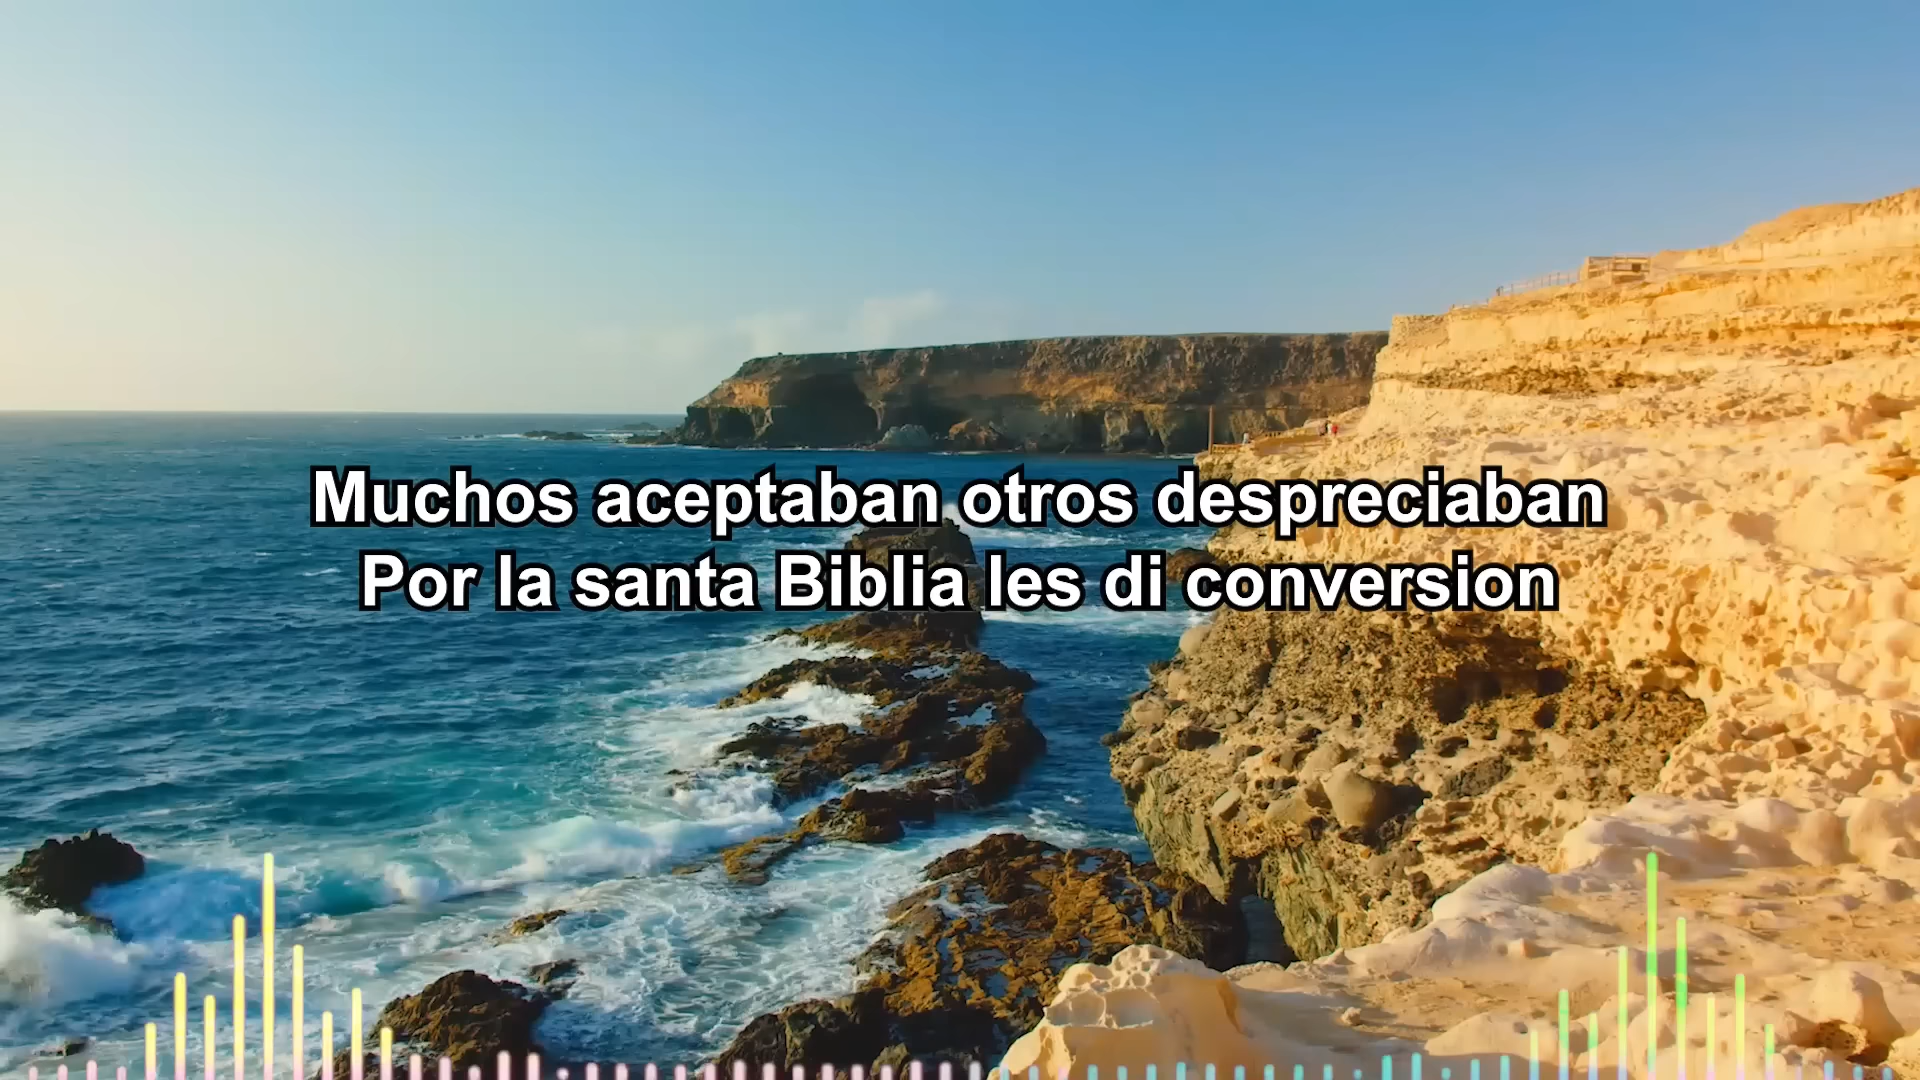 Muchos aceptaban otros despreciaban
Por la santa Biblia les di conversion